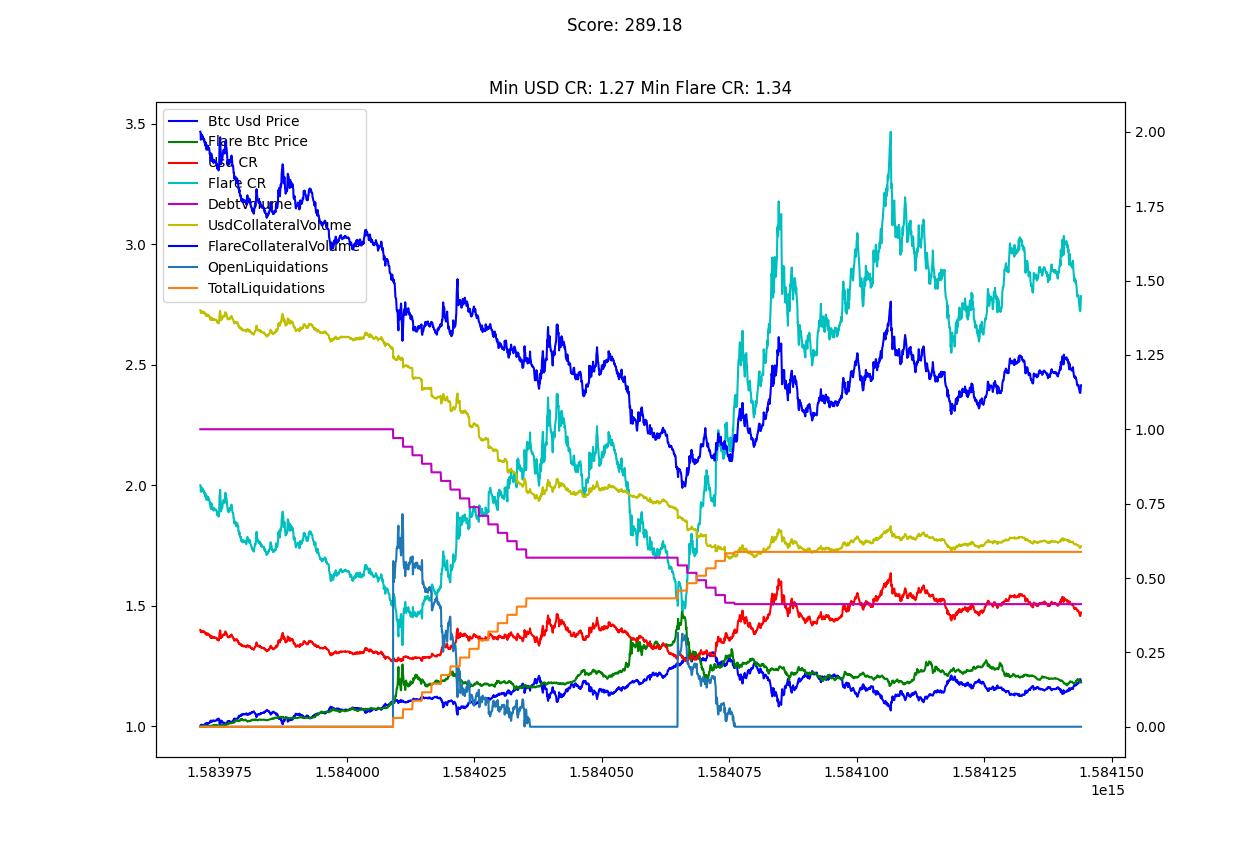 Score: 289.18
Min USD CR: 1.27 Min Flare CR: 1.34
Btc Usd Price
Flare Btc Price
Usd CR
Flare CR
DebtVolume
UsdCollateralVolume
FlareCollateralVolume
OpenLiquidations
TotalLiquidations
3.5
3.0
2.5
2.0
1.5
1.0
2.00
1.75
1.50
1.25
1.00
0.75
0.50
0.25
0.00
1.583975
1.584000
1.584025
1.584050
1.584075
1.584100
1.584125
1.584150
1e15